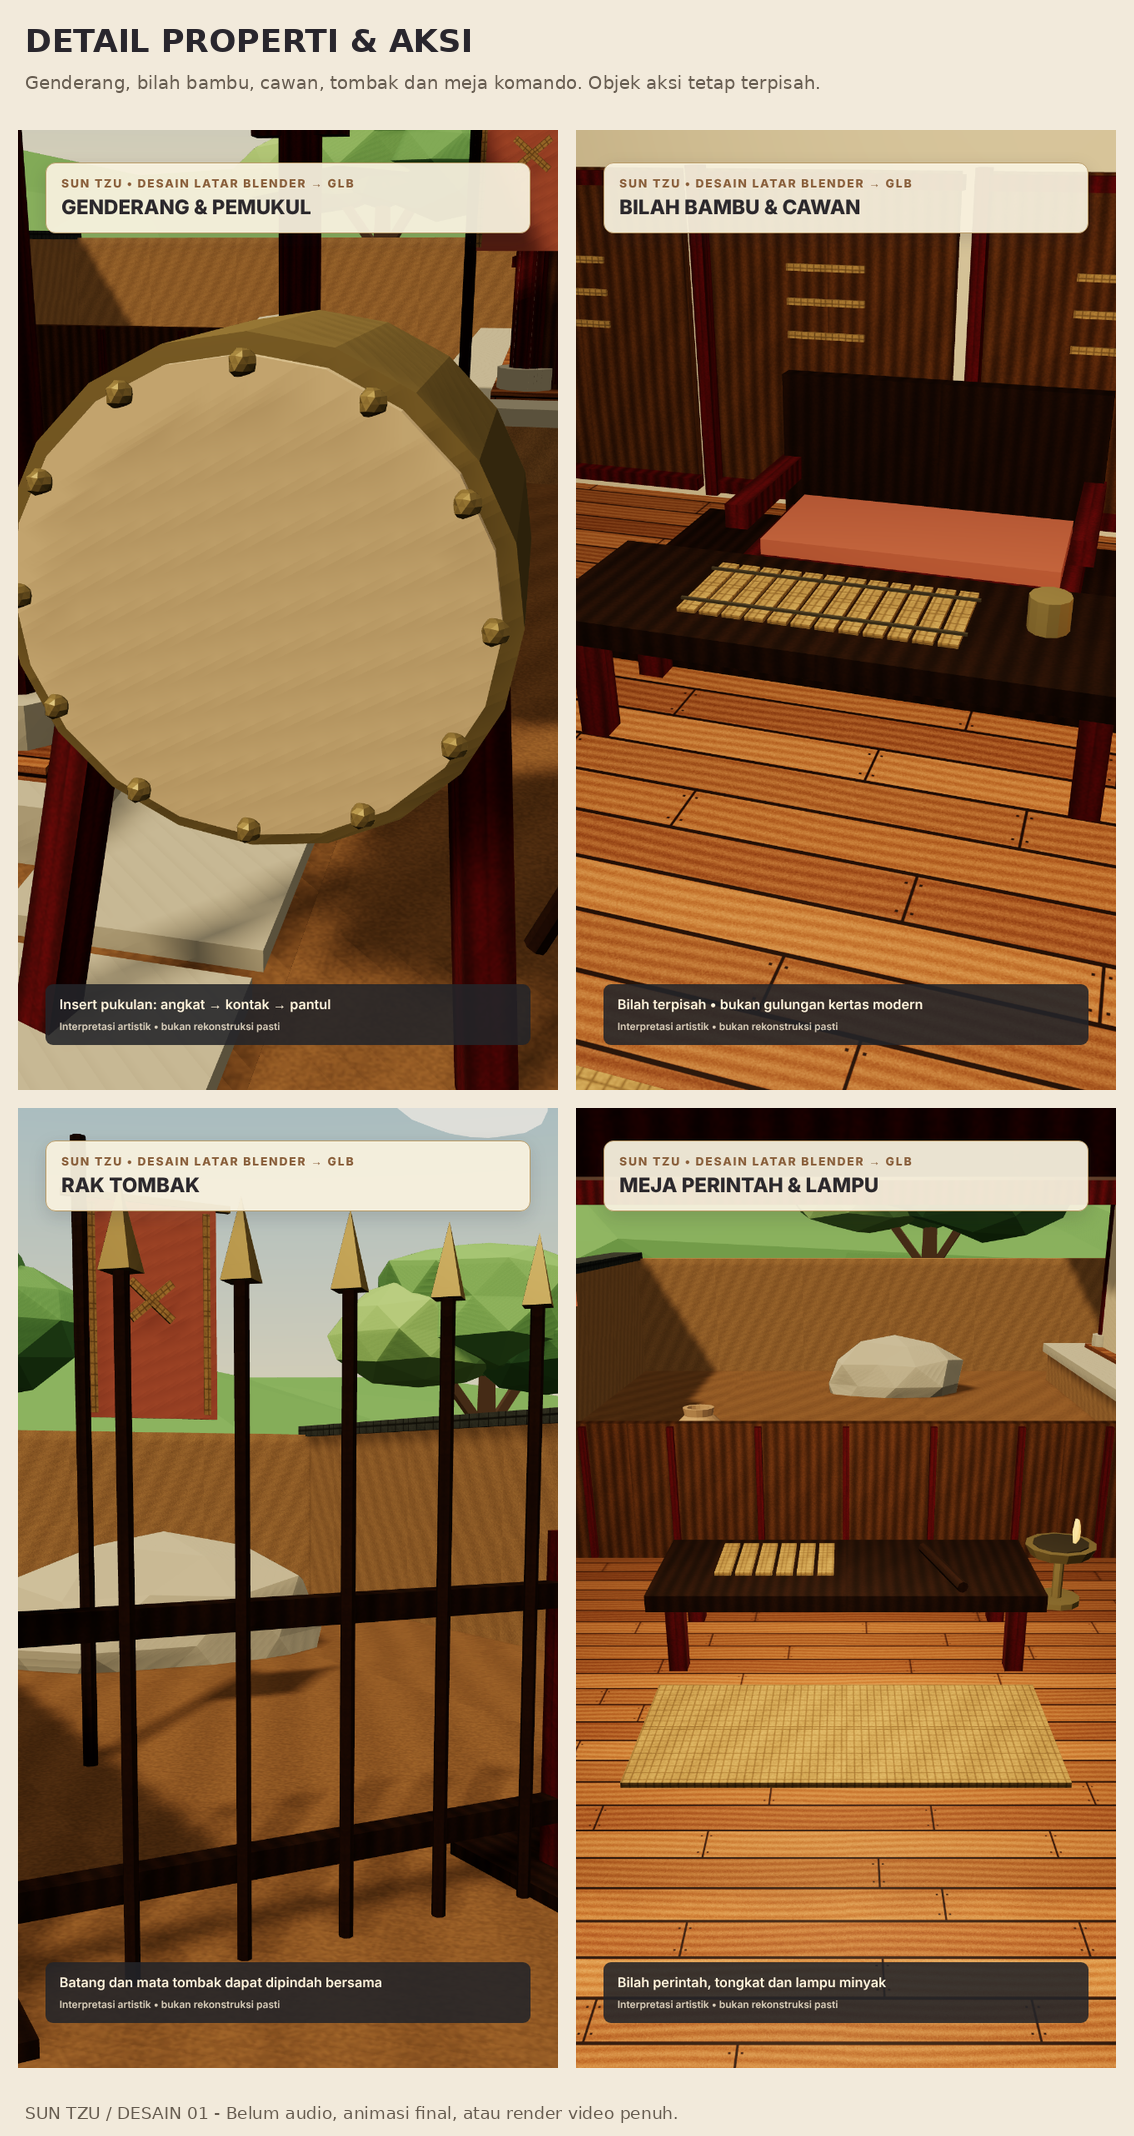 DETAIL PROPERTI & AKSI
Genderang, bilah bambu, cawan, tombak dan meja komando. Objek aksi tetap terpisah.
SUN TZU • DESAIN LATAR BLENDER → GLB
GENDERANG & PEMUKUL
Insert pukulan: angkat → kontak → pantul
Interpretasi artistik • bukan rekonstruksi pasti
SUN TZU • DESAIN LATAR BLENDER → GLB
BILAH BAMBU & CAWAN
Bilah terpisah • bukan gulungan kertas modern
Interpretasi artistik • bukan rekonstruksi pasti
SUN TZU • DESAIN LATAR BLENDER → GLB
RAK TOMBAK
Batang dan mata tombak dapat dipindah bersama
Interpretasi artistik • bukan rekonstruksi pasti
SUN TZU • DESAIN LATAR BLENDER → GLB
MEJA PERINTAH & LAMPU
Bilah perintah, tongkat dan lampu minyak
Interpretasi artistik • bukan rekonstruksi pasti
SUN TZU / DESAIN 01 - Belum audio, animasi final, atau render video penuh.